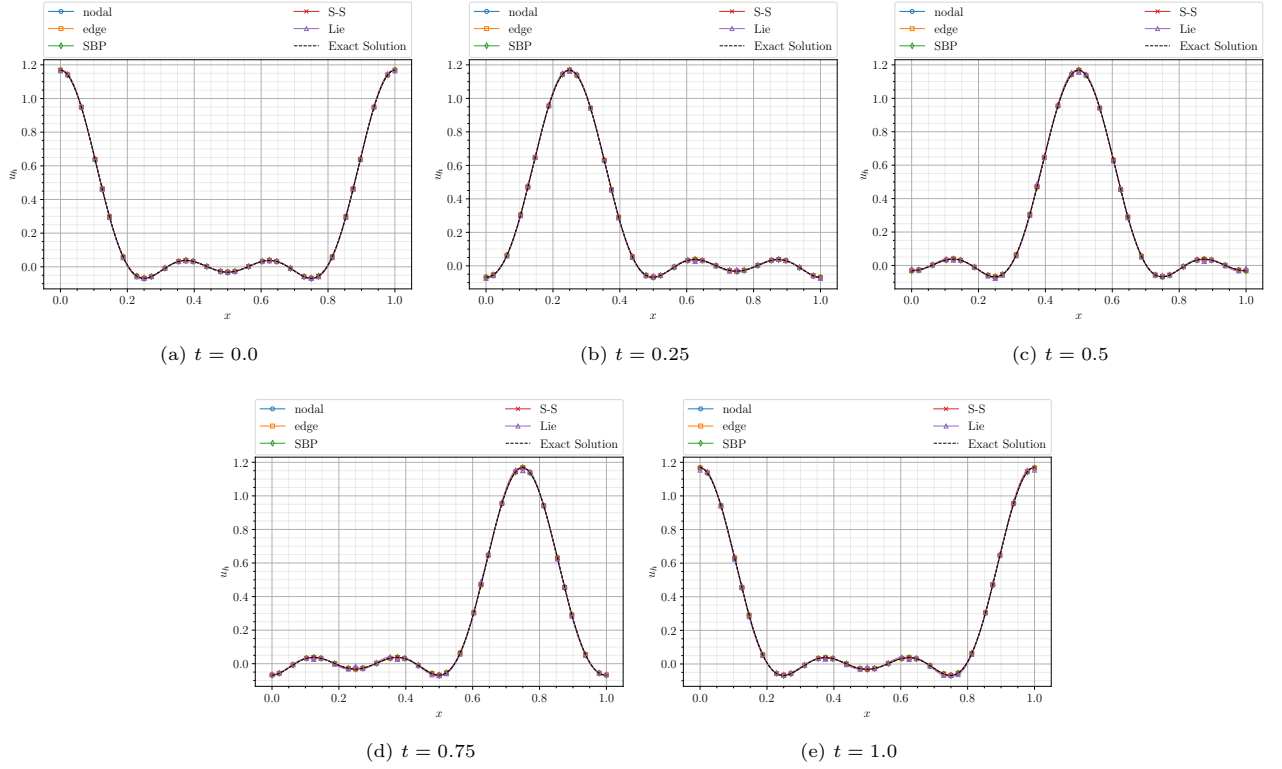 nodal
edge
SBP
S-S
Lie
Exact Solution
1.2
1.0
0.8
0.6
0.4
0.2
0.0
u_h
0.0 0.2 0.4 0.6 0.8 1.0
x
(a) t = 0.0
nodal
edge
SBP
S-S
Lie
Exact Solution
1.2
1.0
0.8
0.6
0.4
0.2
0.0
u_h
0.0 0.2 0.4 0.6 0.8 1.0
x
(b) t = 0.25
nodal
edge
SBP
S-S
Lie
Exact Solution
1.2
1.0
0.8
0.6
0.4
0.2
0.0
u_h
0.0 0.2 0.4 0.6 0.8 1.0
x
(c) t = 0.5
nodal
edge
SBP
S-S
Lie
Exact Solution
1.2
1.0
0.8
0.6
0.4
0.2
0.0
u_h
0.0 0.2 0.4 0.6 0.8 1.0
x
(d) t = 0.75
nodal
edge
SBP
S-S
Lie
Exact Solution
1.2
1.0
0.8
0.6
0.4
0.2
0.0
u_h
0.0 0.2 0.4 0.6 0.8 1.0
x
(e) t = 1.0